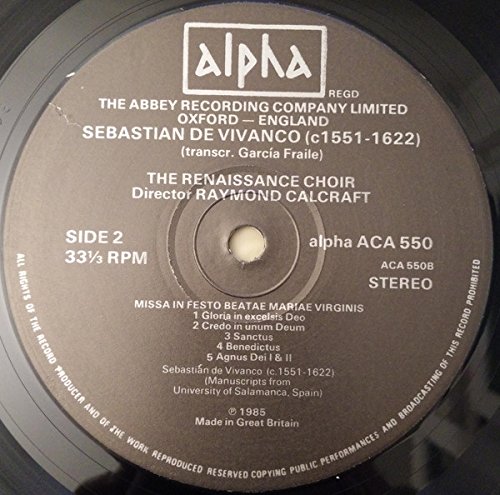 alpha
REGD
THE ABBEY RECORDING COMPANY LIMITED
OXFORD — ENGLAND
SEBASTIAN DE VIVANCO (c1551-1622)
(transcr. García Fraile)
THE RENAISSANCE CHOIR
Director RAYMOND CALCRAFT
SIDE 2
33⅓ RPM
alpha ACA 550
ACA 550B
STEREO
MISSA IN FESTO BEATAE MARIAE VIRGINIS
1 Gloria in excelsis Deo
2 Credo in unum Deum
3 Sanctus
4 Benedictus
5 Agnus Dei I & II
Sebastián de Vivanco (c.1551-1622)
(Manuscripts from
University of Salamanca, Spain)
℗ 1985
Made in Great Britain
ALL RIGHTS OF THE RECORD PRODUCER AND OF THE WORK REPRODUCED RESERVED COPYING PUBLIC PERFORMANCES AND BROADCASTING OF THIS RECORD PROHIBITED